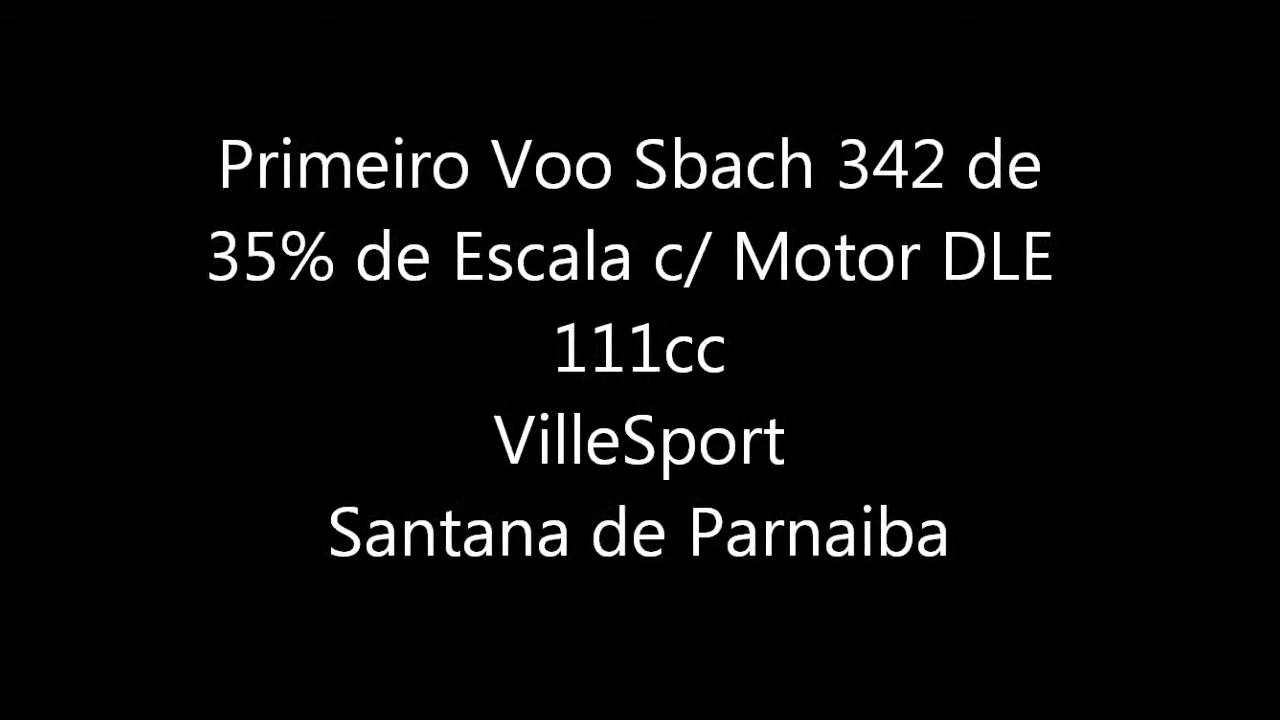 Primeiro Voo Sbach 342 de
35% de Escala c/ Motor DLE
111cc
VilleSport
Santana de Parnaiba